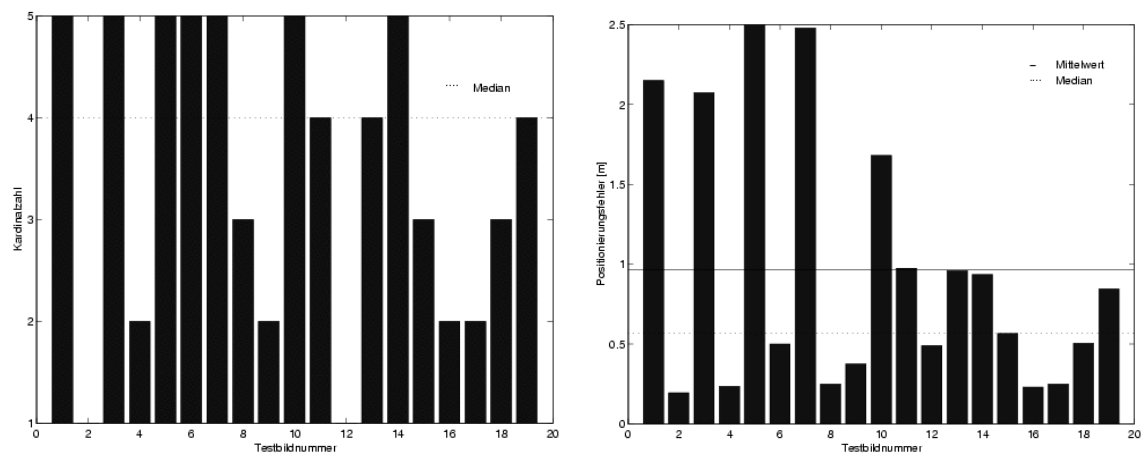 5
4
3
2
1
Kardinalzahl
Median
0 2 4 6 8 10 12 14 16 18 20
Testbildnummer
2.5
2
1.5
1
0.5
0
Positionierungsfehler [m]
Mittelwert
Median
0 2 4 6 8 10 12 14 16 18 20
Testbildnummer